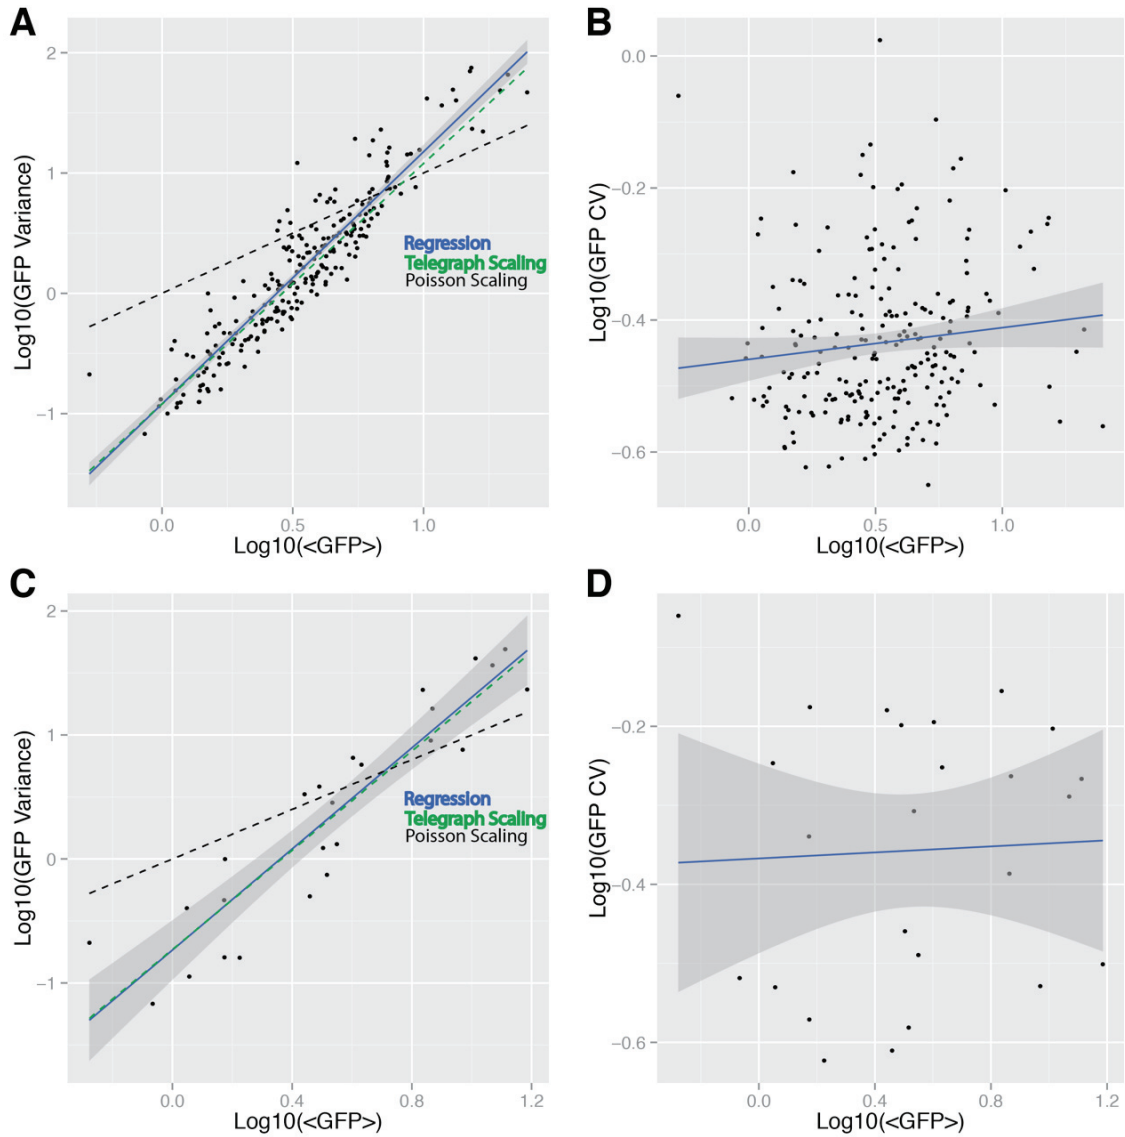 A
B
2
1
0
−1
Log10(GFP Variance)
Regression
Telegraph Scaling
Poisson Scaling
0.0
0.5
1.0
Log10(<GFP>)
0.0
−0.2
−0.4
−0.6
Log10(GFP CV)
0.0
0.5
1.0
Log10(<GFP>)
C
D
2
1
0
−1
Log10(GFP Variance)
Regression
Telegraph Scaling
Poisson Scaling
0.0
0.4
0.8
1.2
Log10(<GFP>)
−0.2
−0.4
−0.6
Log10(GFP CV)
0.0
0.4
0.8
1.2
Log10(<GFP>)